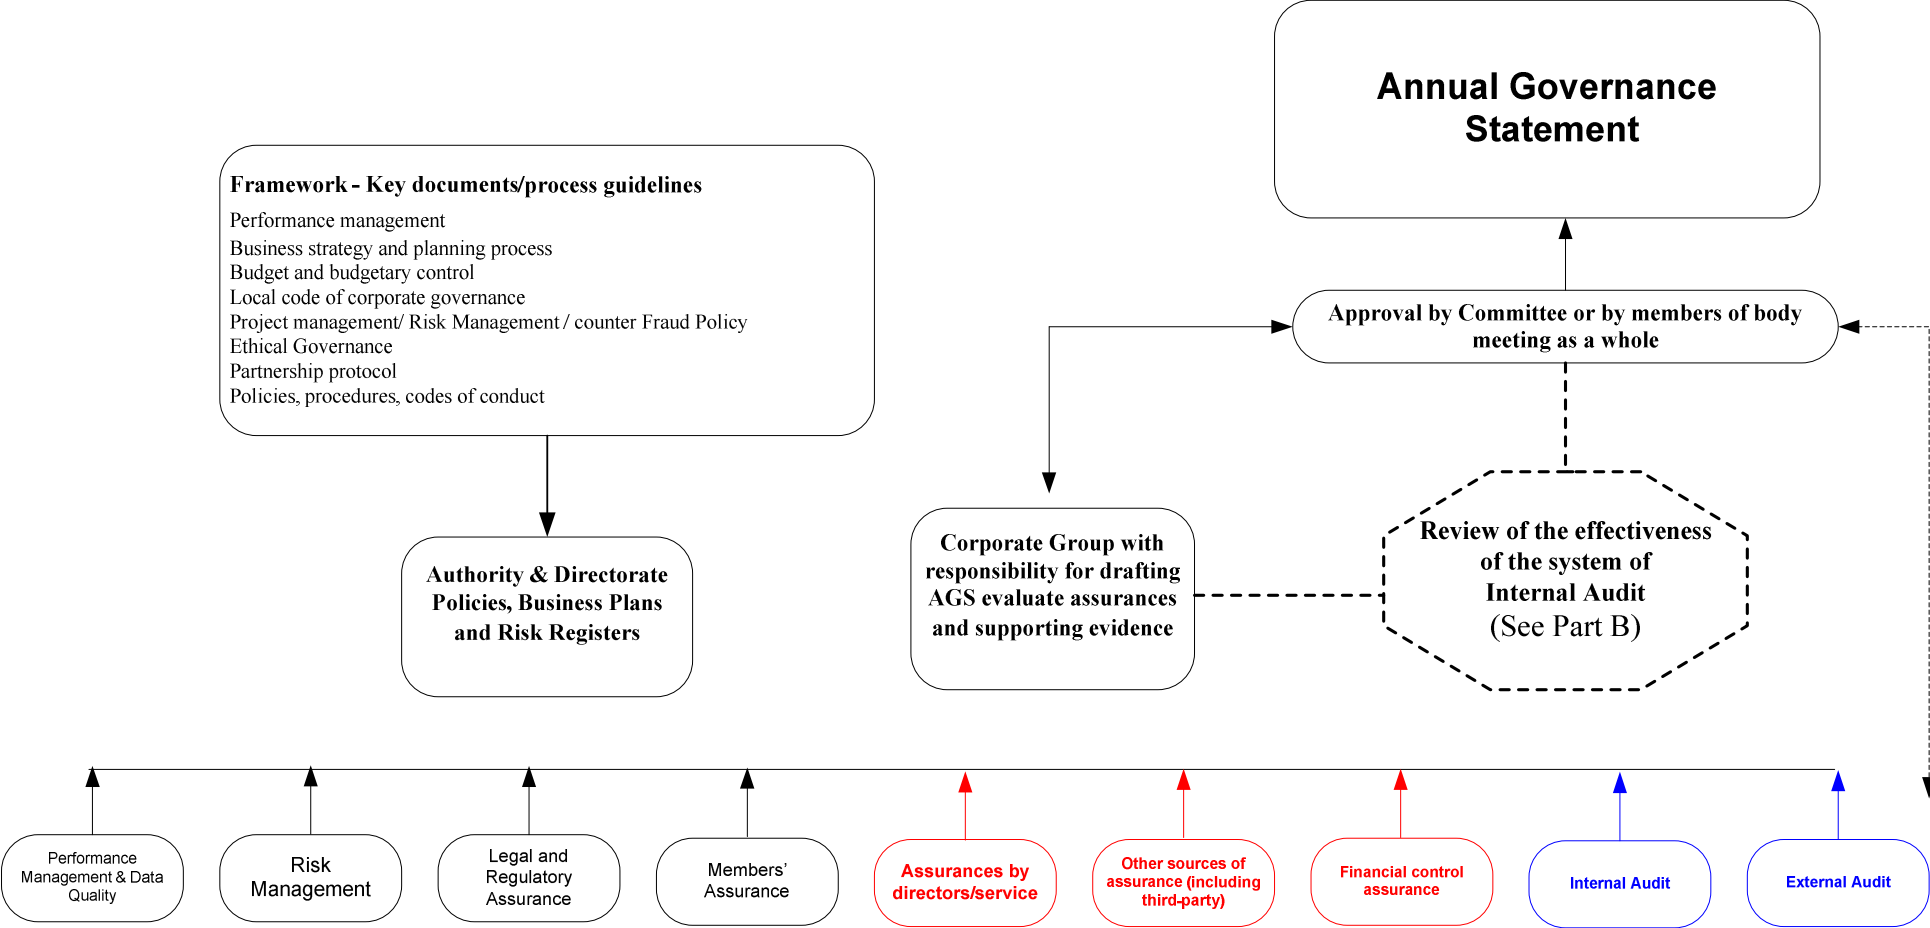 Annual Governance
Statement
Framework - Key documents/process guidelines
Performance management
Business strategy and planning process
Budget and budgetary control
Local code of corporate governance
Project management/ Risk Management / counter Fraud Policy
Ethical Governance
Partnership protocol
Policies, procedures, codes of conduct
Approval by Committee or by members of body
meeting as a whole
Authority & Directorate
Policies, Business Plans
and Risk Registers
Corporate Group with
responsibility for drafting
AGS evaluate assurances
and supporting evidence
Review of the effectiveness
of the system of
Internal Audit
(See Part B)
Performance
Management & Data
Quality
Risk
Management
Legal and
Regulatory
Assurance
Members’
Assurance
Assurances by
directors/service
Other sources of
assurance (including
third-party)
Financial control
assurance
Internal Audit
External Audit